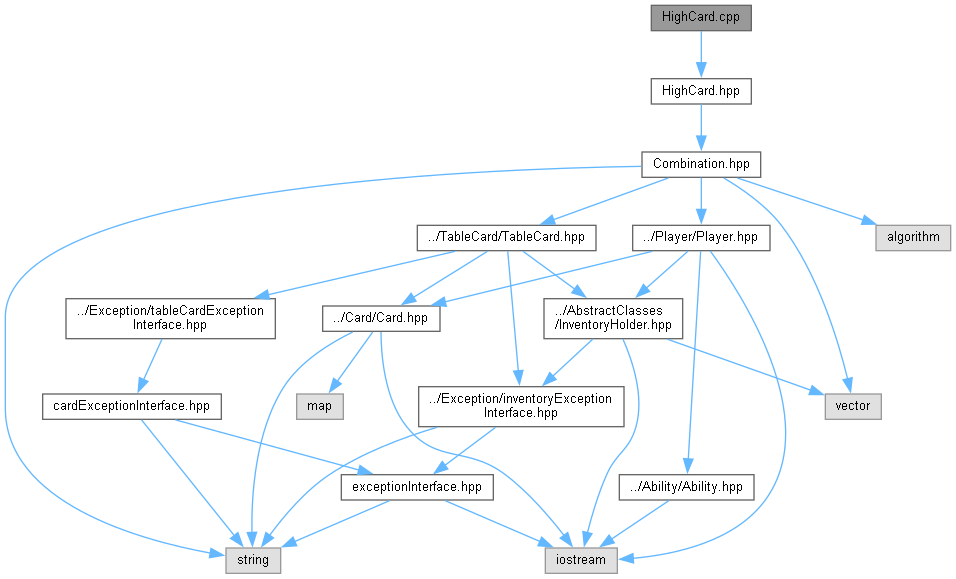 HighCard.cpp
HighCard.hpp
Combination.hpp
../TableCard/TableCard.hpp
../Player/Player.hpp
algorithm
../Exception/tableCardException
Interface.hpp
../Card/Card.hpp
../AbstractClasses
/InventoryHolder.hpp
cardExceptionInterface.hpp
map
../Exception/inventoryException
Interface.hpp
vector
exceptionInterface.hpp
../Ability/Ability.hpp
string
iostream